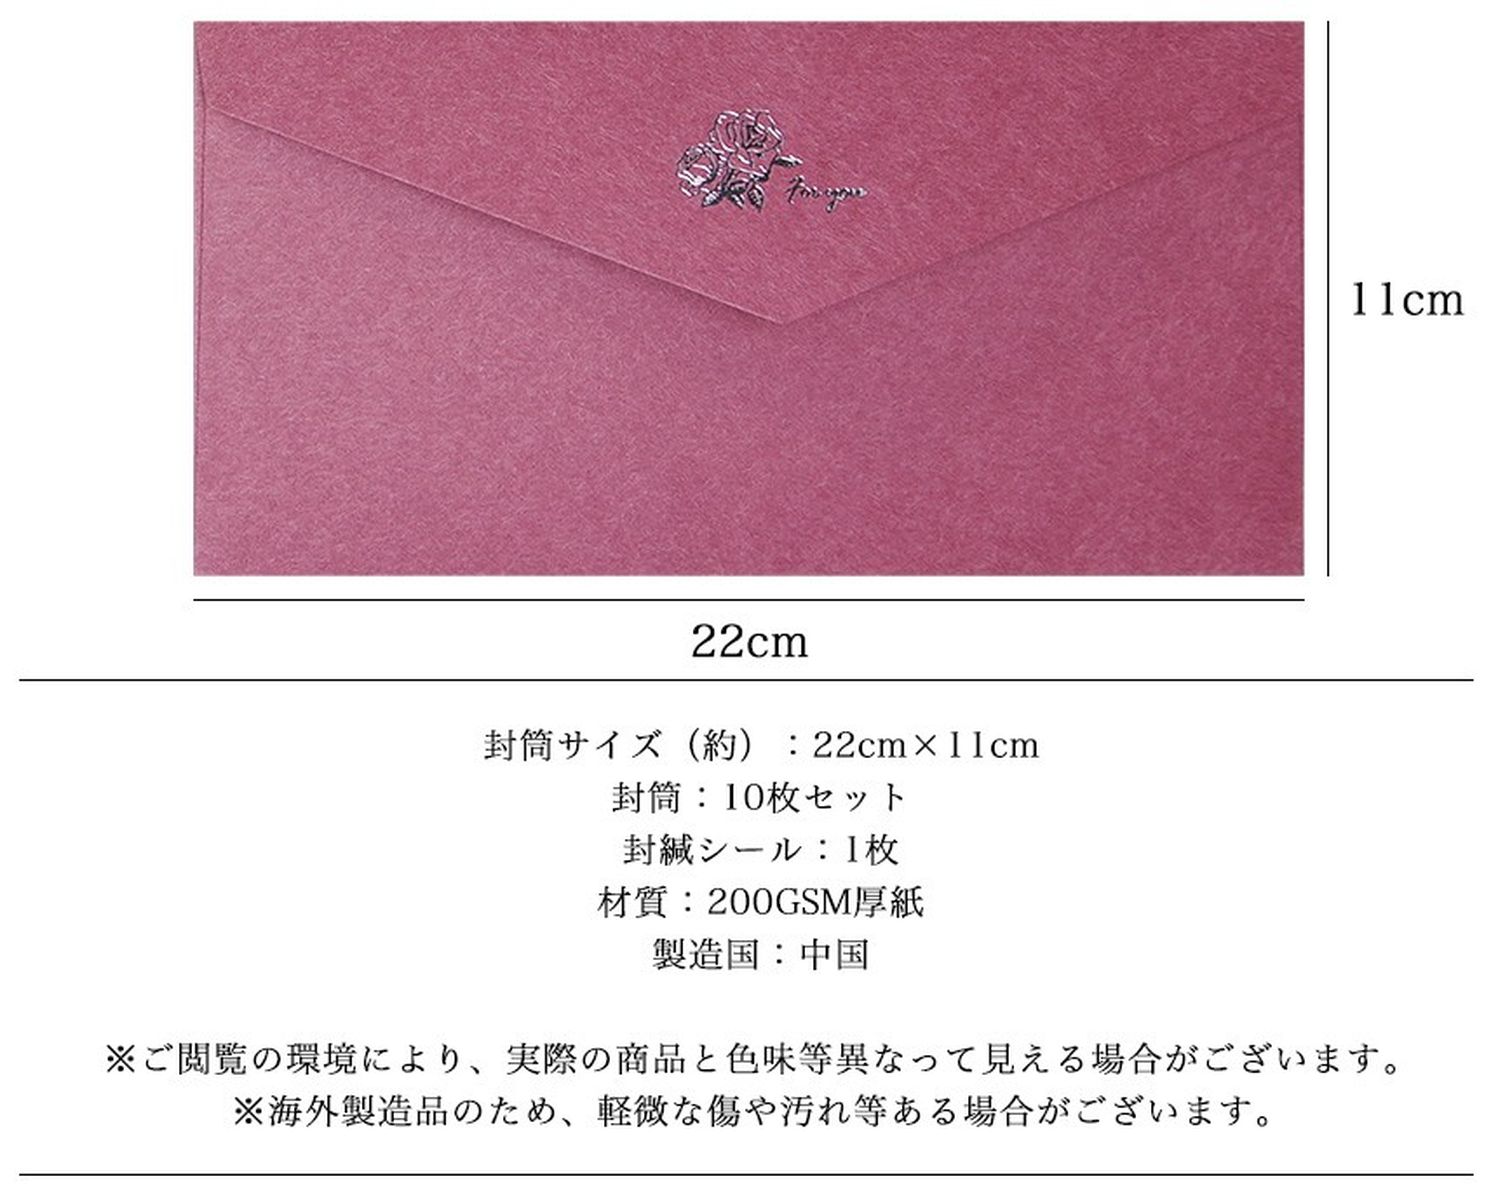 For you
11cm
22cm
封筒サイズ（約）：22cm×11cm
封筒：10枚セット
封緘シール：1枚
材質：200GSM厚紙
製造国：中国
※ご閲覧の環境により、実際の商品と色味等異なって見える場合がございます。
※海外製造品のため、軽微な傷や汚れ等ある場合がございます。